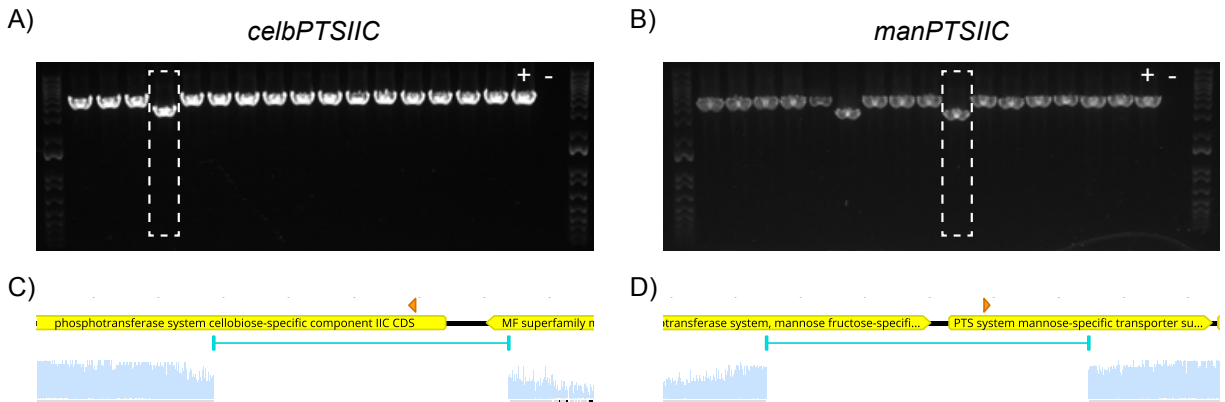 A)
celbPTSIIC
+ -
B)
manPTSIIC
+ -
C)
phosphotransferase system cellobiose-specific component IIC CDS
MF superfamily m
D)
otransferase system, mannose fructose-specifi...
PTS system mannose-specific transporter su...